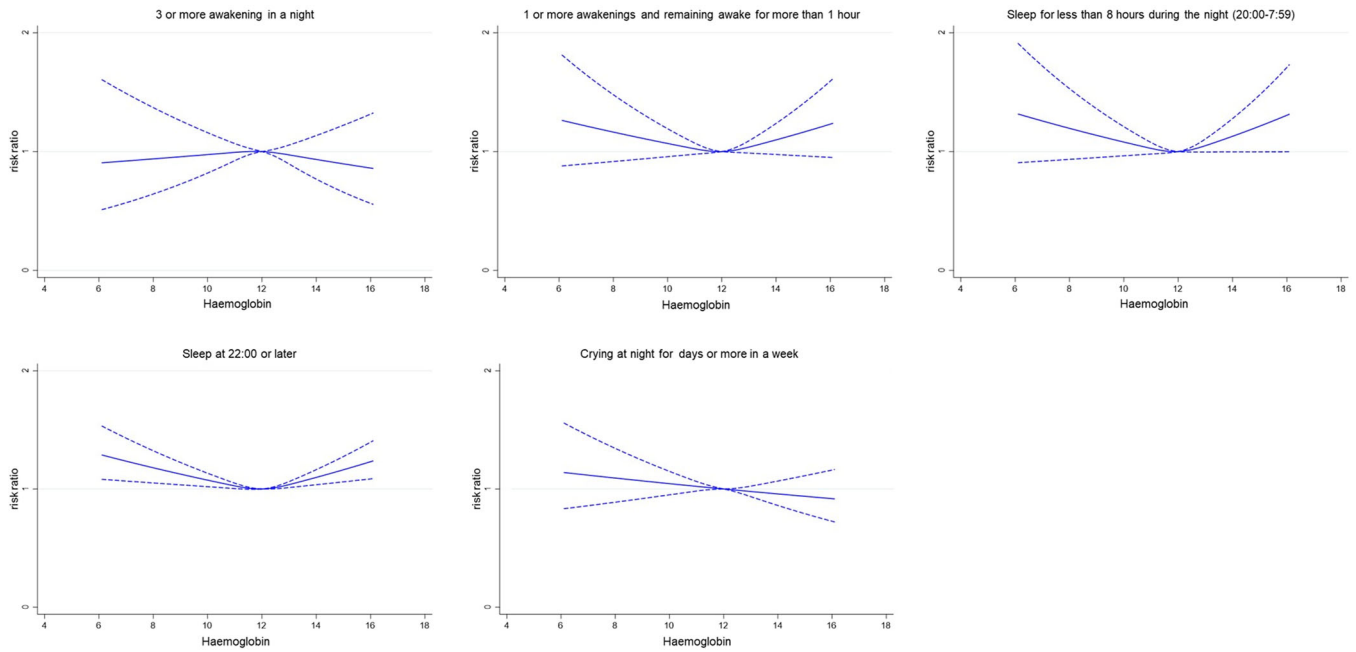 3 or more awakening in a night
2
risk ratio
1
0
4 6 8 10 12 14 16 18
Haemoglobin
1 or more awakenings and remaining awake for more than 1 hour
2
risk ratio
1
0
4 6 8 10 12 14 16 18
Haemoglobin
Sleep for less than 8 hours during the night (20:00-7:59)
2
risk ratio
1
0
4 6 8 10 12 14 16 18
Haemoglobin
Sleep at 22:00 or later
2
risk ratio
1
0
4 6 8 10 12 14 16 18
Haemoglobin
Crying at night for days or more in a week
2
risk ratio
1
0
4 6 8 10 12 14 16 18
Haemoglobin